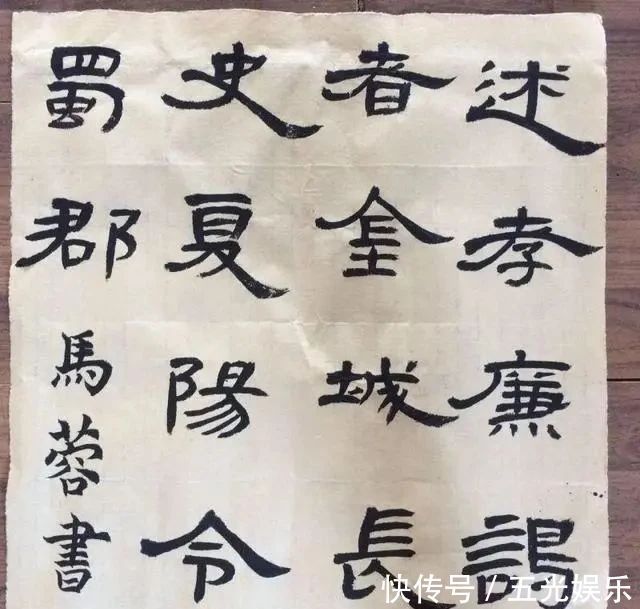 述孝廉
者金城長
史夏陽令
蜀郡
馬蓉書
快传号 / 五光娱乐